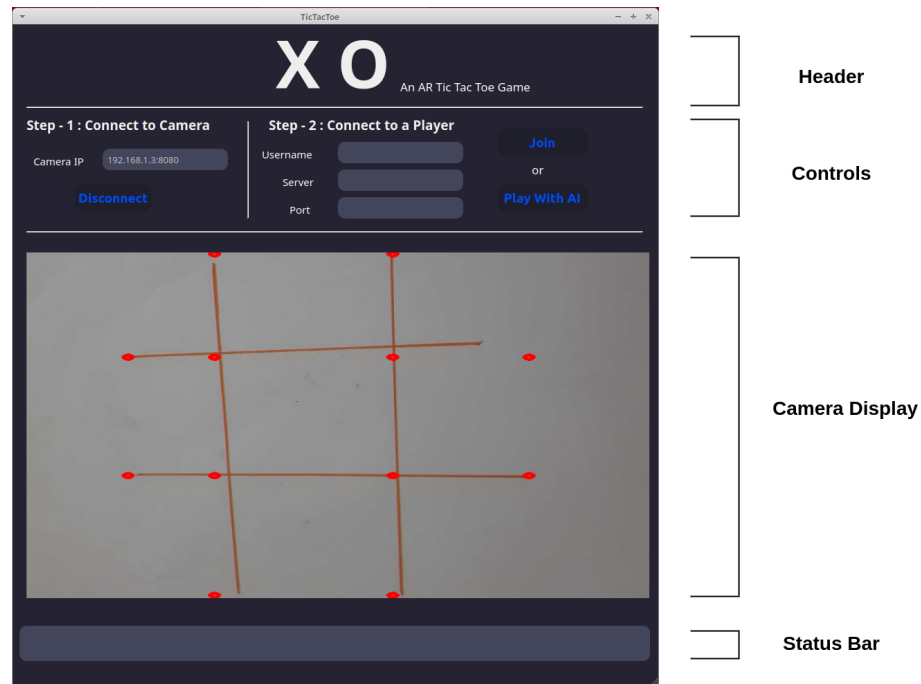 TicTacToe
X O An AR Tic Tac Toe Game
Header
Step - 1 : Connect to Camera
Camera IP 192.168.1.3:8080
Disconnect
Step - 2 : Connect to a Player
Username
Server
Port
Join
or
Play With AI
Controls
Camera Display
Status Bar